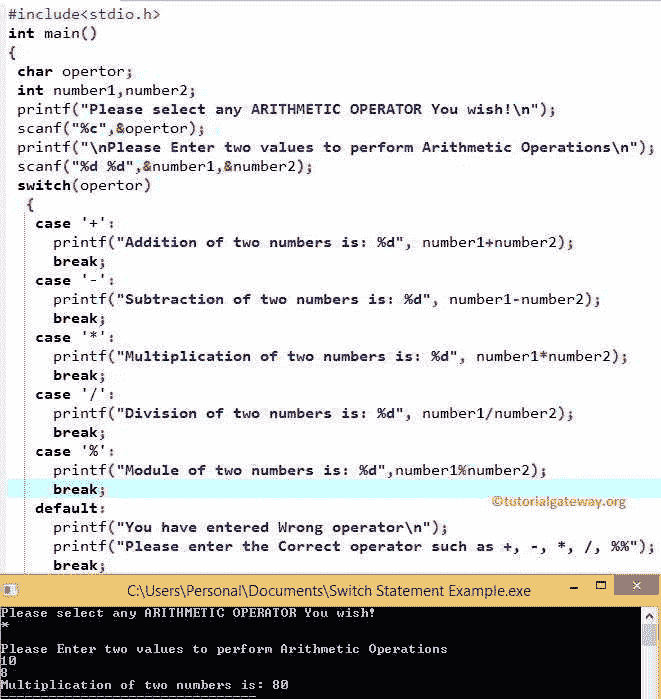 #include<stdio.h>
int main()
{
char opertor;
int number1,number2;
printf("Please select any ARITHMETIC OPERATOR You wish!\n");
scanf("%c",&opertor);
printf("\nPlease Enter two values to perform Arithmetic Operations\n");
scanf("%d %d",&number1,&number2);
switch(opertor)
{
case '+':
printf("Addition of two numbers is: %d", number1+number2);
break;
case '-':
printf("Subtraction of two numbers is: %d", number1-number2);
break;
case '*':
printf("Multiplication of two numbers is: %d", number1*number2);
break;
case '/':
printf("Division of two numbers is: %d", number1/number2);
break;
case '%':
printf("Module of two numbers is: %d",number1%number2);
break;
©tutorialgateway.org
default:
printf("You have entered Wrong operator\n");
printf("Please enter the Correct operator such as +, -, *, /, %%");
break;
C:\Users\Personal\Documents\Switch Statement Example.exe
Please select any ARITHMETIC OPERATOR You wish!
*
Please Enter two values to perform Arithmetic Operations
10
8
Multiplication of two numbers is: 80